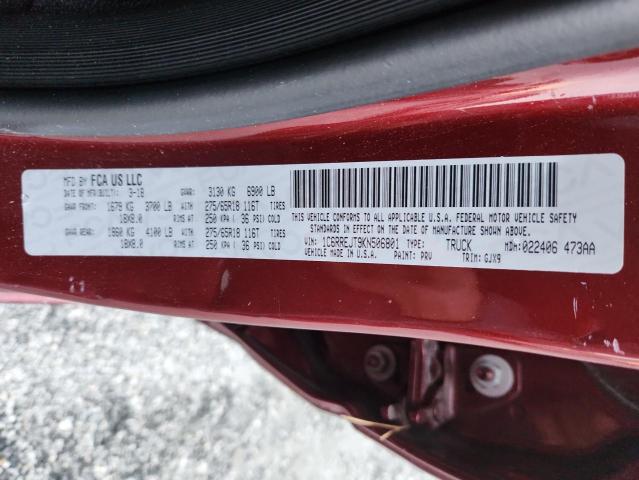 MFD BY FCA US LLC
DATE OF MFR(BUILT): 3-18 GVWR: 3130 KG 6900 LB
GAWR FRONT: 1679 KG 3700 LB 275/65R18 116T TIRES
18X8.0 RIMS AT 250 KPA ( 36 PSI) COLD
GAWR REAR: 1860 KG 4100 LB 275/65R18 116T TIRES
18X8.0 RIMS AT 250 KPA ( 36 PSI) COLD
THIS VEHICLE CONFORMS TO ALL APPLICABLE U.S.A. FEDERAL MOTOR VEHICLE SAFETY
STANDARDS IN EFFECT ON THE DATE OF MANUFACTURE SHOWN ABOVE.
VIN: 1C6RREJT9KN506801 TYPE: TRUCK MDH:022406 473AA
VEHICLE MADE IN U.S.A. PAINT: PRV TRIM: GJX9